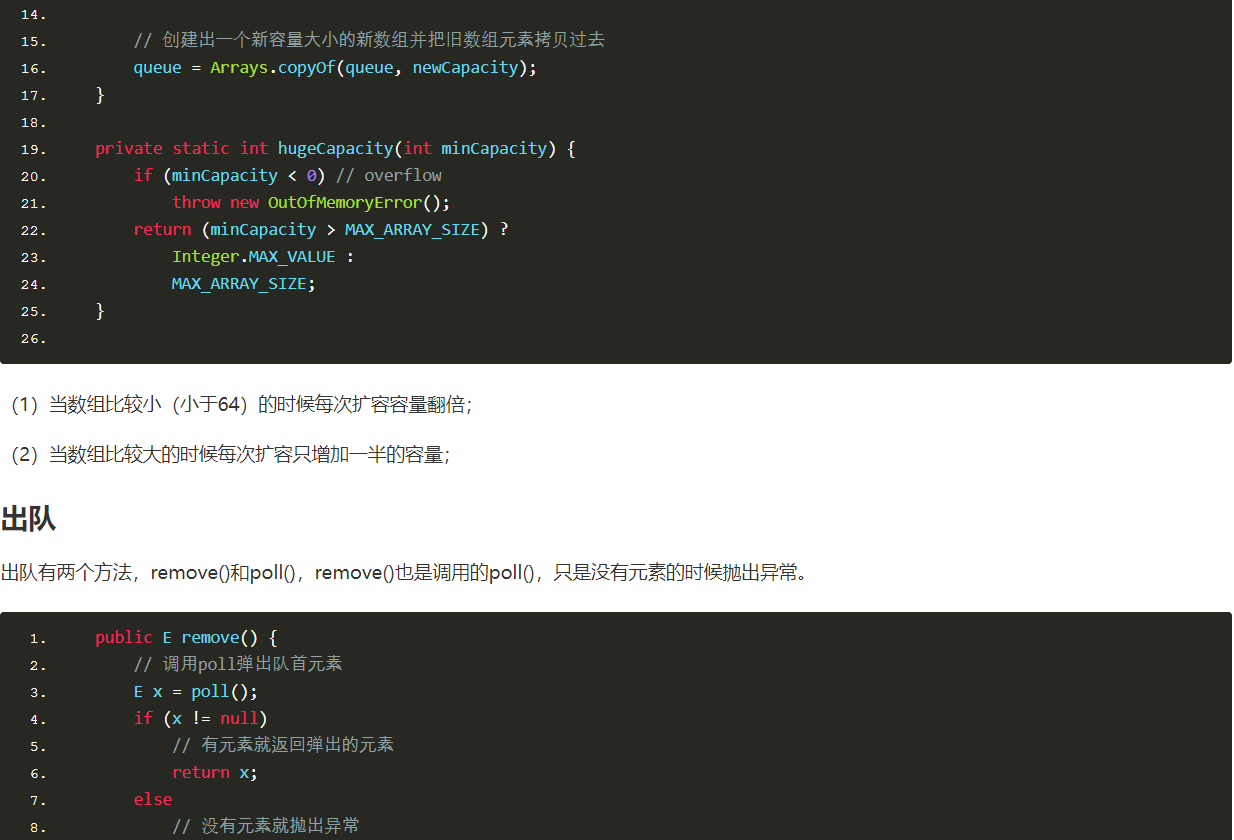 14.
15. // 创建出一个新容量大小的新数组并把旧数组元素拷贝过去
16. queue = Arrays.copyOf(queue, newCapacity);
17. }
18.
19. private static int hugeCapacity(int minCapacity) {
20. if (minCapacity < 0) // overflow
21. throw new OutOfMemoryError();
22. return (minCapacity > MAX_ARRAY_SIZE) ?
23. Integer.MAX_VALUE :
24. MAX_ARRAY_SIZE;
25. }
26.
（1）当数组比较小（小于64）的时候每次扩容容量翻倍；
（2）当数组比较大的时候每次扩容只增加一半的容量；
出队
出队有两个方法，remove()和poll()，remove()也是调用的poll()，只是没有元素的时候抛出异常。
1. public E remove() {
2. // 调用poll弹出队首元素
3. E x = poll();
4. if (x != null)
5. // 有元素就返回弹出的元素
6. return x;
7. else
8. // 没有元素就抛出异常